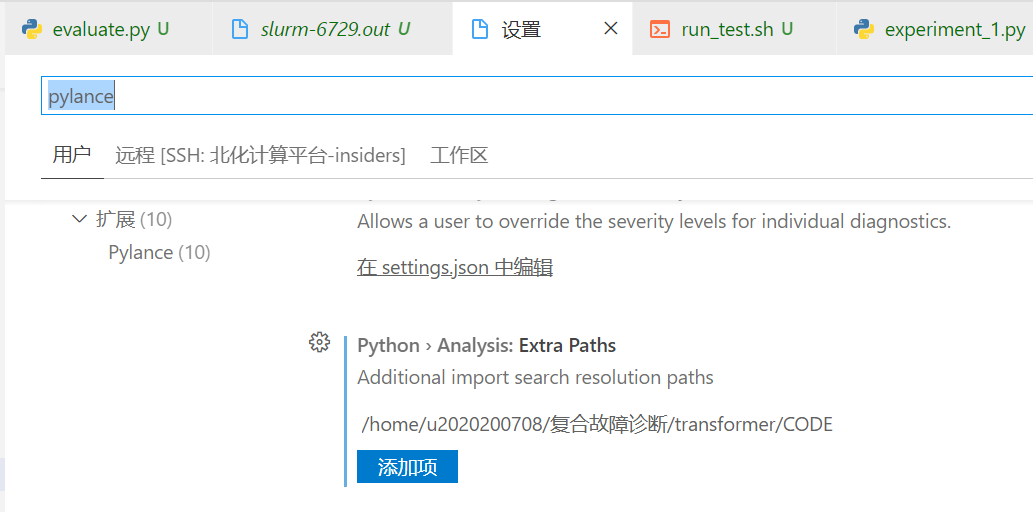 evaluate.py U
slurm-6729.out U
设置
run_test.sh U
experiment_1.py
pylance
用户
远程 [SSH: 北化计算平台-insiders]
工作区
扩展 (10)
Pylance (10)
Allows a user to override the severity levels for individual diagnostics.
在 settings.json 中编辑
Python › Analysis: Extra Paths
Additional import search resolution paths
/home/u2020200708/复合故障诊断/transformer/CODE
添加项